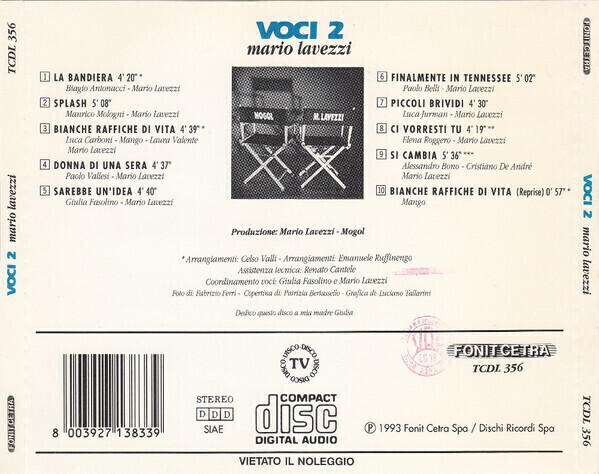 TCDL 356
VOCI 2
mario lavezzi
1 LA BANDIERA 4' 20" *
Biagio Antonacci - Mario Lavezzi
2 SPLASH 5' 08"
Maurico Mologni - Mario Lavezzi
3 BIANCHE RAFFICHE DI VITA 4' 39" *
Luca Carboni - Mango - Laura Valente
Mario Lavezzi
4 DONNA DI UNA SERA 4' 37"
Paolo Vallesi - Mario Lavezzi
5 SAREBBE UN'IDEA 4' 40"
Giulia Fasolino - Mario Lavezzi
MOGOL
M. LAVEZZI
6 FINALMENTE IN TENNESSEE 5' 02"
Paolo Belli - Mario Lavezzi
7 PICCOLI BRIVIDI 4' 30"
Luca Jurman - Mario Lavezzi
8 CI VORRESTI TU 4' 19" **
Elena Roggero - Mario Lavezzi
9 SI CAMBIA 5' 36" ***
Alessandro Bono - Cristiano De André
Mario Lavezzi
10 BIANCHE RAFFICHE DI VITA (Reprise) 0' 57" *
Mango
Produzione: Mario Lavezzi - Mogol
* Arrangiamenti: Celso Valli - Arrangiamenti: Emanuele Ruffinengo
Assistenza tecnica: Renato Cantele
Coordinamento voci: Giulia Fasolino e Mario Lavezzi
Foto di: Fabrizio Ferri - Copertina di: Patrizia Bertassello - Grafica di: Luciano Tallarini
Dedico questo disco a mia madre Giulia
VOCI 2 mario lavezzi
FONIT CETRA
VOCI 2 mario lavezzi
TCDL 356
FONIT CETRA
TCDL 356
DISCO-DISCO-DISCO-DISCO-DISCO-DISCO
TV
8 003927 138339
STEREO
DDD
SIAE
COMPACT
disc
DIGITAL AUDIO
Ⓟ 1993 Fonit Cetra Spa / Dischi Ricordi Spa
VIETATO IL NOLEGGIO